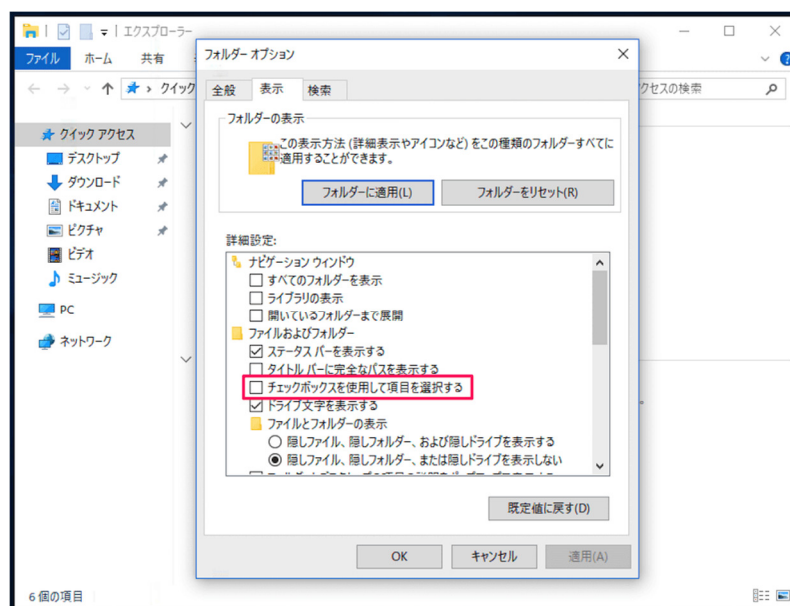 エクスプローラー
ファイル ホーム 共有
クイック
クセスの検索
クイック アクセス
デスクトップ
ダウンロード
ドキュメント
ピクチャ
ビデオ
ミュージック
PC
ネットワーク
6 個の項目
フォルダー オプション
全般 表示 検索
フォルダーの表示
この表示方法 (詳細表示やアイコンなど) をこの種類のフォルダーすべてに
適用することができます。
フォルダーに適用(L) フォルダーをリセット(R)
詳細設定:
ナビゲーション ウィンドウ
すべてのフォルダーを表示
ライブラリの表示
開いているフォルダーまで展開
ファイルおよびフォルダー
ステータス バーを表示する
タイトル バーに完全なパスを表示する
チェックボックスを使用して項目を選択する
ドライブ文字を表示する
ファイルとフォルダーの表示
隠しファイル、隠しフォルダー、および隠しドライブを表示する
隠しファイル、隠しフォルダー、または隠しドライブを表示しない
既定値に戻す(D)
OK キャンセル 適用(A)